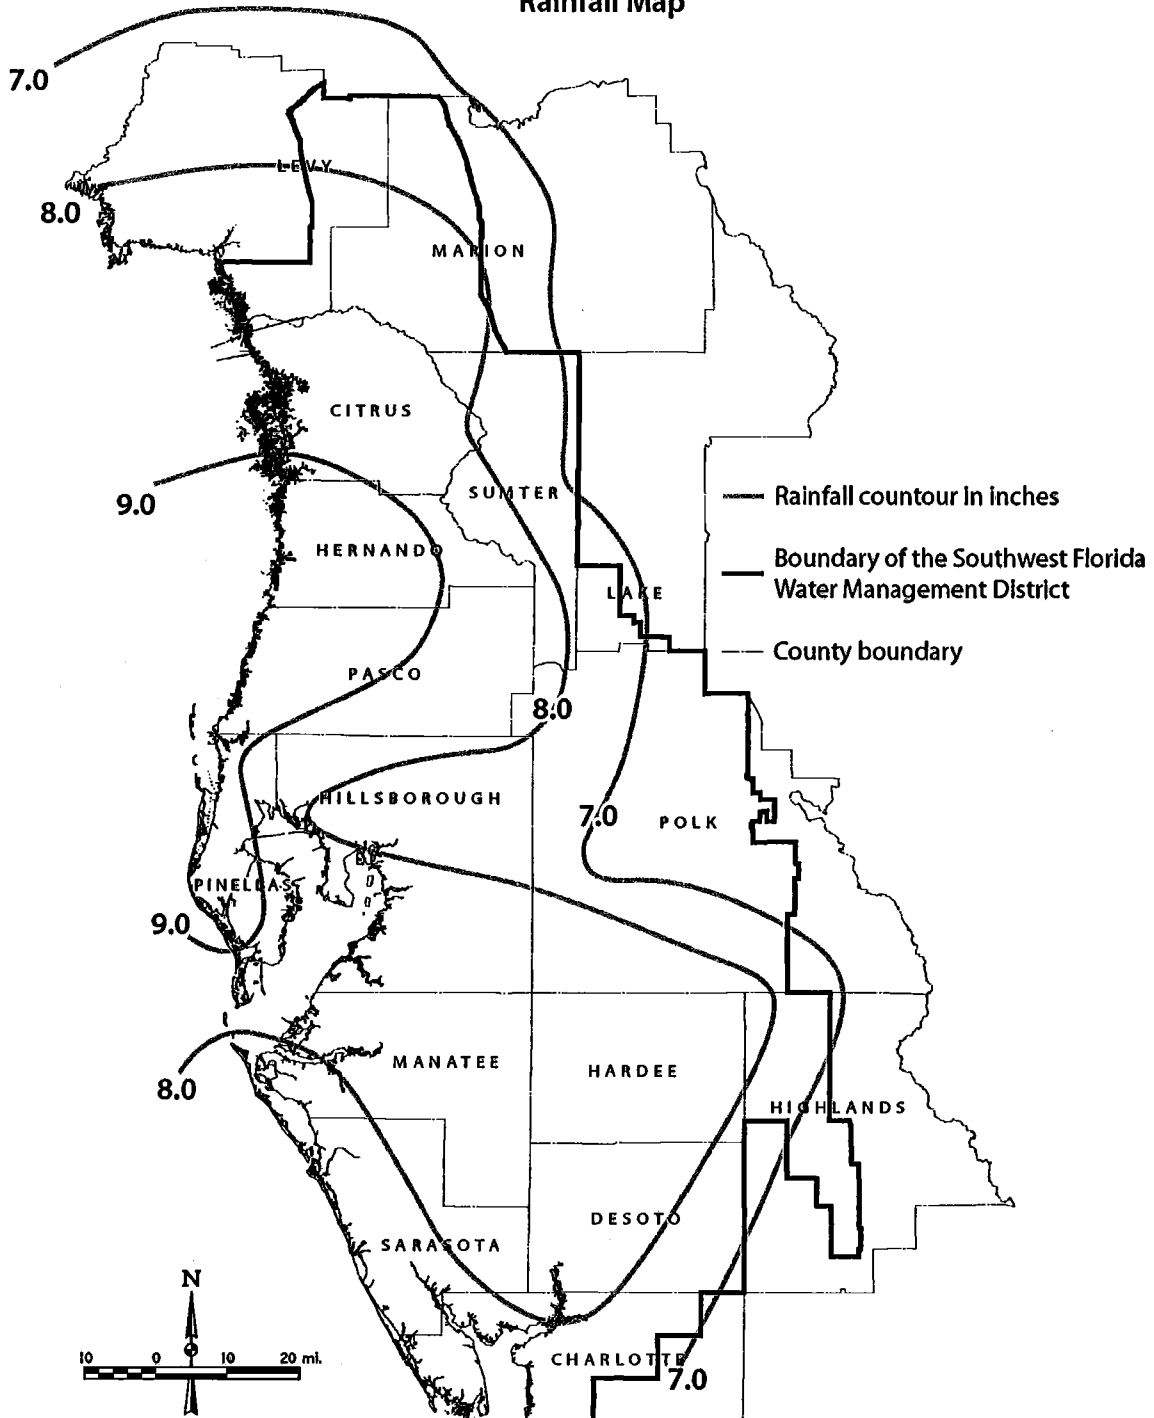 Rainfall Map
7.0
LEVY
8.0
MARION
CITRUS
9.0
SUMTER
Rainfall countour in inches
HERNANDO
Boundary of the Southwest Florida
Water Management District
LAKE
County boundary
PASCO
8.0
HILLSBOROUGH
7.0
POLK
PINELLAS
9.0
MANATEE
HARDEE
8.0
HIGHLANDS
DESOTO
SARASOTA
N
10 0 10 20 mi.
CHARLOTTE
7.0